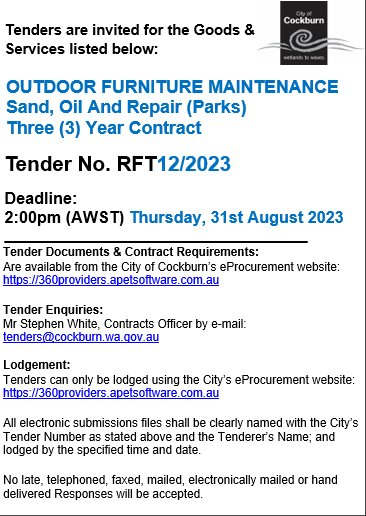 City of
Cockburn
wetlands to waves
Tenders are invited for the Goods &
Services listed below:
OUTDOOR FURNITURE MAINTENANCE
Sand, Oil And Repair (Parks)
Three (3) Year Contract
Tender No. RFT12/2023
Deadline:
2:00pm (AWST) Thursday, 31st August 2023
Tender Documents & Contract Requirements:
Are available from the City of Cockburn's eProcurement website:
https://360providers.apetsoftware.com.au
Tender Enquiries:
Mr Stephen White, Contracts Officer by e-mail:
tenders@cockburn.wa.gov.au
Lodgement:
Tenders can only be lodged using the City's eProcurement website:
https://360providers.apetsoftware.com.au
All electronic submissions files shall be clearly named with the City's
Tender Number as stated above and the Tenderer's Name; and
lodged by the specified time and date.
No late, telephoned, faxed, mailed, electronically mailed or hand
delivered Responses will be accepted.